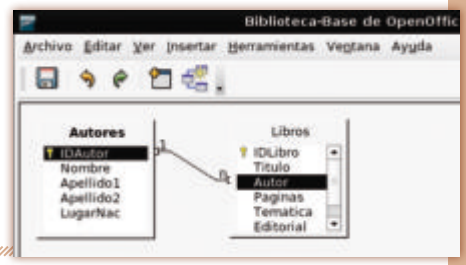 Biblioteca-Base de OpenOffic
Archivo Editar Ver Insertar Herramientas Ventana Ayuda
Autores
IDAutor
Nombre
Apellido1
Apellido2
LugarNac
1
n
Libros
IDLibro
Titulo
Autor
Paginas
Tematica
Editorial